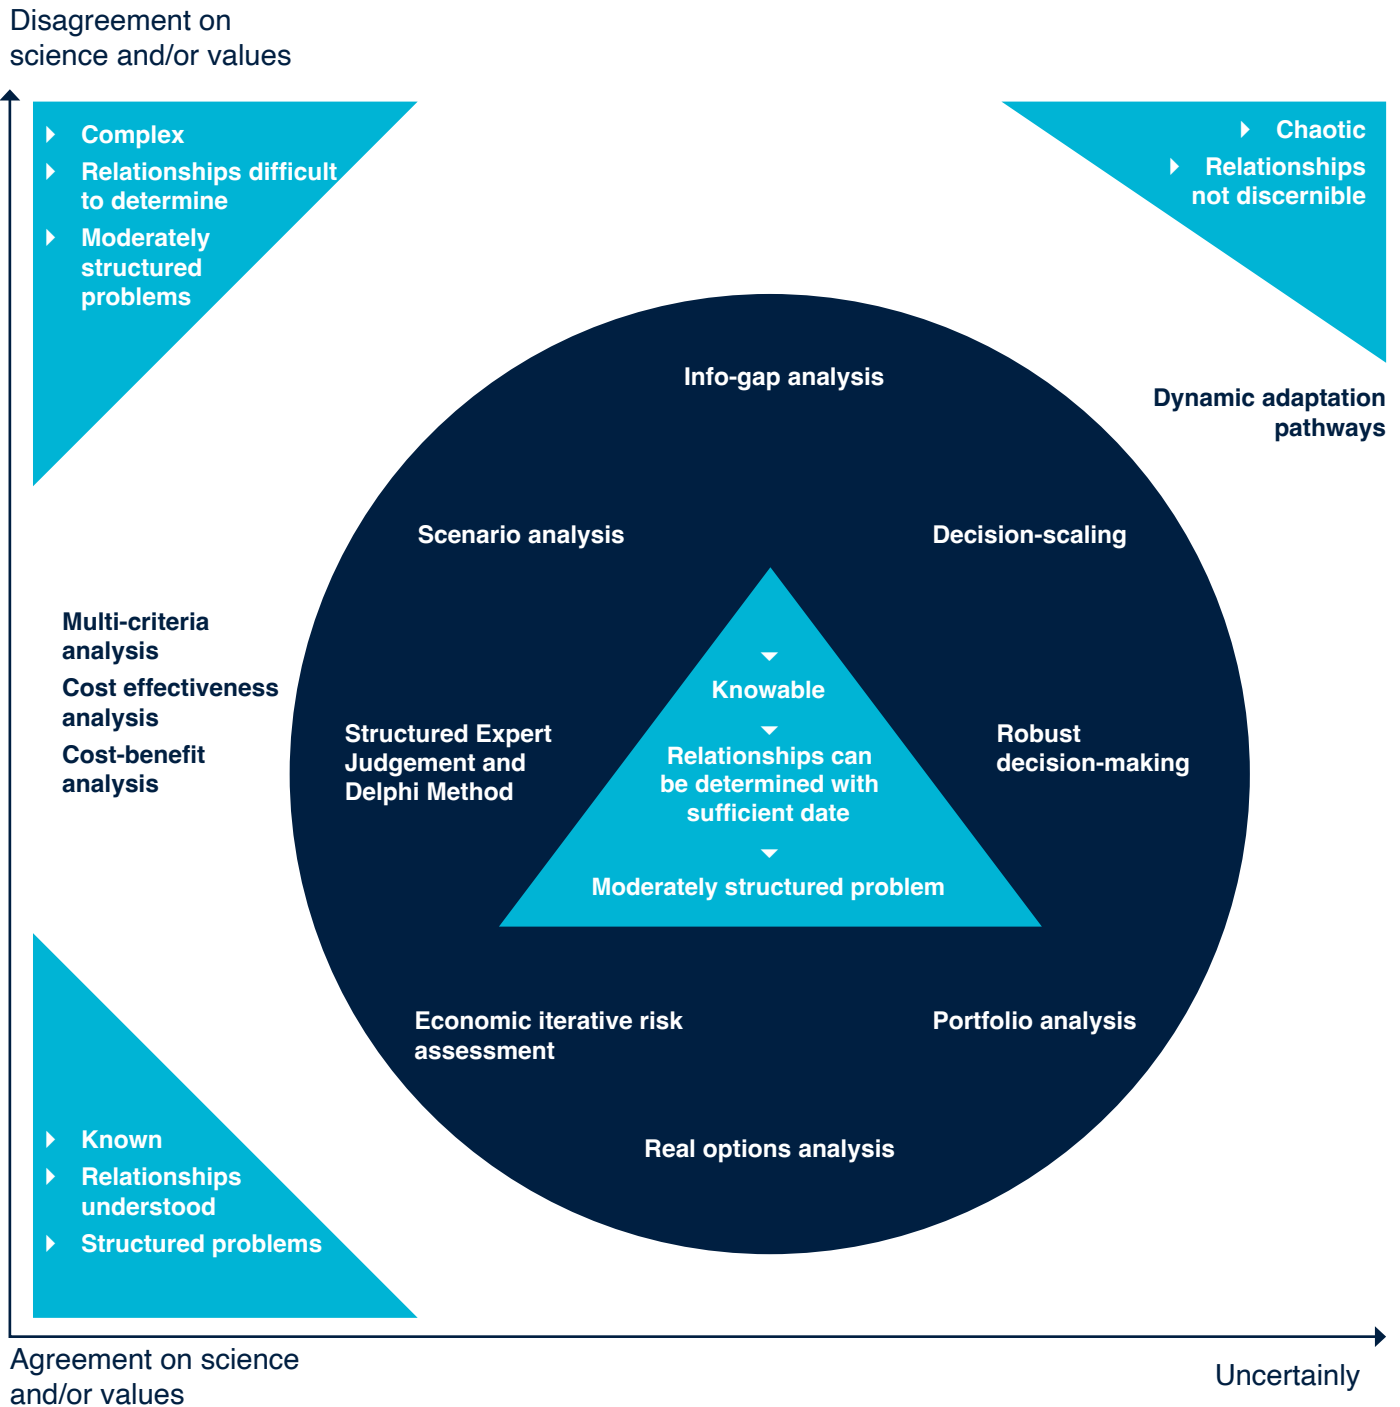 Disagreement on
science and/or values
Complex
Relationships difficult
to determine
Moderately
structured
problems
Chaotic
Relationships
not discernible
Dynamic adaptation
pathways
Info-gap analysis
Scenario analysis
Decision-scaling
Multi-criteria
analysis
Cost effectiveness
analysis
Cost-benefit
analysis
Structured Expert
Judgement and
Delphi Method
Knowable
Relationships can
be determined with
sufficient date
Moderately structured problem
Robust
decision-making
Economic iterative risk
assessment
Portfolio analysis
Real options analysis
Known
Relationships
understood
Structured problems
Agreement on science
and/or values
Uncertainly